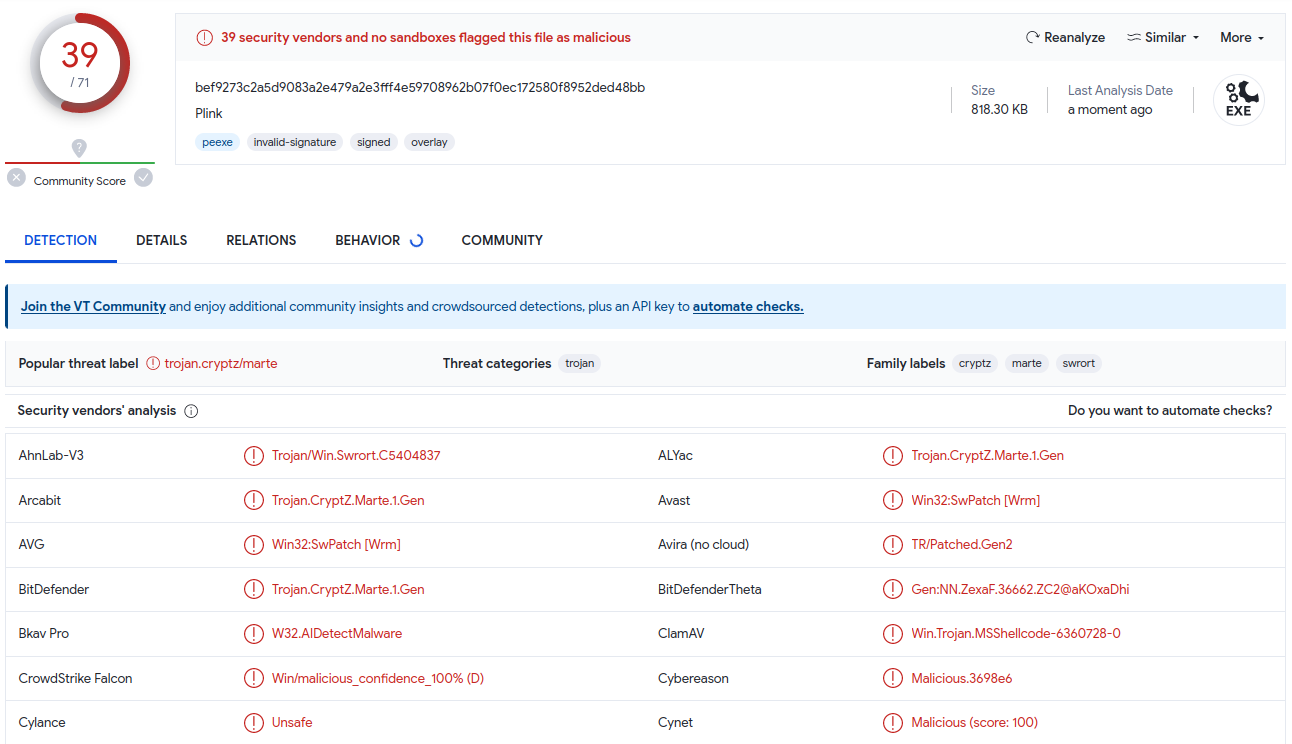 39
/ 71
Community Score
39 security vendors and no sandboxes flagged this file as malicious
Reanalyze Similar More
bef9273c2a5d9083a2e479a2e3fff4e59708962b07f0ec172580f8952ded48bb
Plink
peexe invalid-signature signed overlay
Size
818.30 KB
Last Analysis Date
a moment ago
EXE
DETECTION DETAILS RELATIONS BEHAVIOR COMMUNITY
Join the VT Community and enjoy additional community insights and crowdsourced detections, plus an API key to automate checks.
Popular threat label trojan.cryptz/marte Threat categories trojan Family labels cryptz marte swrort
Security vendors' analysis Do you want to automate checks?
AhnLab-V3 Trojan/Win.Swrort.C5404837 ALYac Trojan.CryptZ.Marte.1.Gen
Arcabit Trojan.CryptZ.Marte.1.Gen Avast Win32:SwPatch [Wrm]
AVG Win32:SwPatch [Wrm] Avira (no cloud) TR/Patched.Gen2
BitDefender Trojan.CryptZ.Marte.1.Gen BitDefenderTheta Gen:NN.ZexaF.36662.ZC2@aKOxaDhi
Bkav Pro W32.AIDetectMalware ClamAV Win.Trojan.MSShellcode-6360728-0
CrowdStrike Falcon Win/malicious_confidence_100% (D) Cybereason Malicious.3698e6
Cylance Unsafe Cynet Malicious (score: 100)